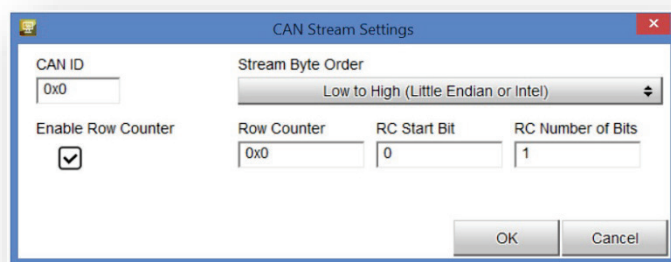 CAN Stream Settings
CAN ID
Stream Byte Order
0x0
Low to High (Little Endian or Intel)
Enable Row Counter
Row Counter
RC Start Bit
RC Number of Bits
0x0
0
1
OK
Cancel